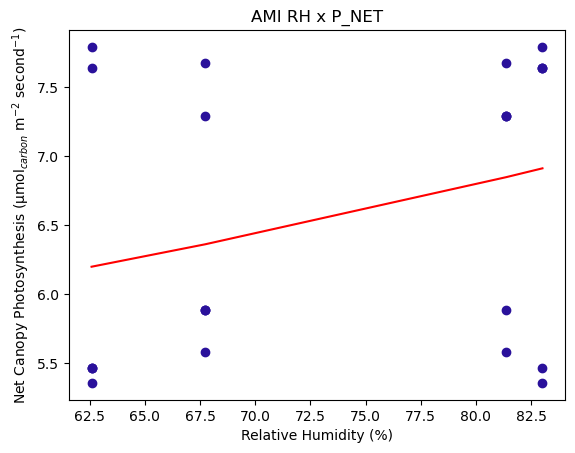 AMI RH x P_NET
Net Canopy Photosynthesis (μmol_carbon m⁻² second⁻¹)
7.5
7.0
6.5
6.0
5.5
62.5 65.0 67.5 70.0 72.5 75.0 77.5 80.0 82.5
Relative Humidity (%)